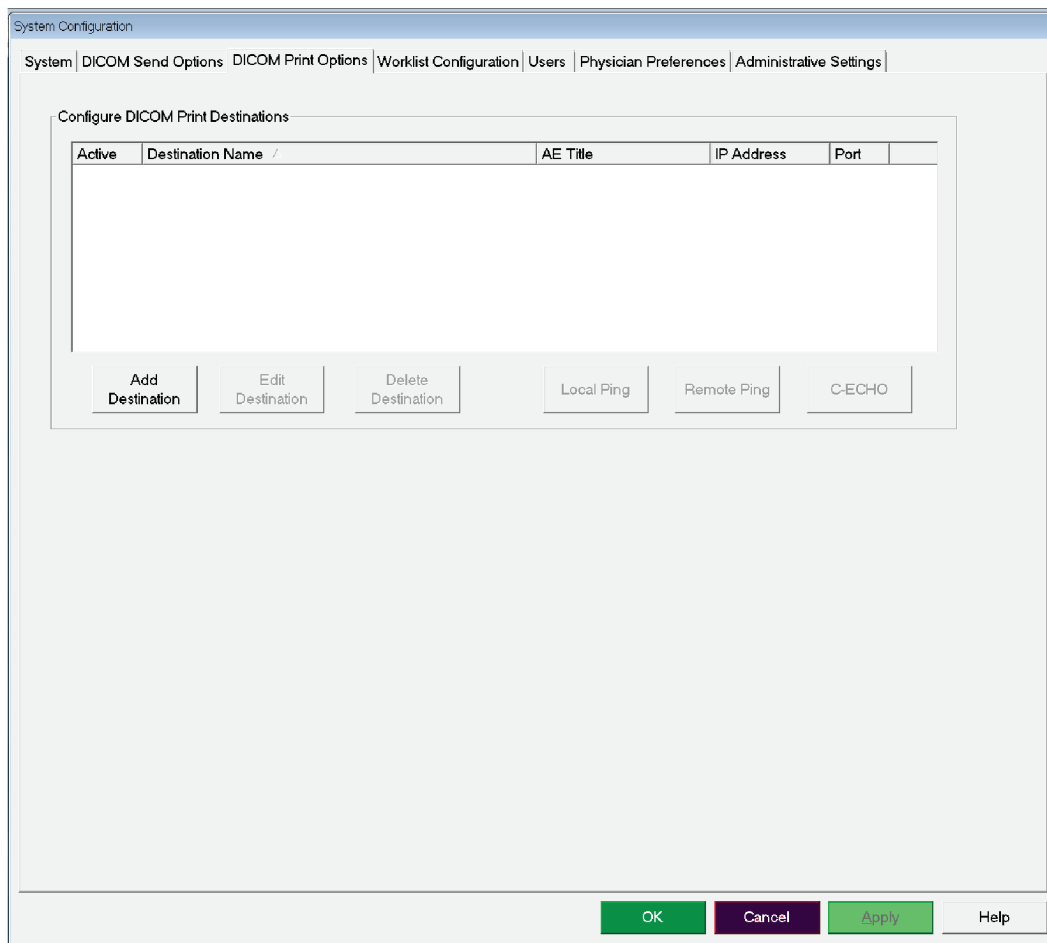 System Configuration
System DICOM Send Options DICOM Print Options Worklist Configuration Users Physician Preferences Administrative Settings
Configure DICOM Print Destinations
Active Destination Name AE Title IP Address Port
Add Destination
Edit Destination
Delete Destination
Local Ping
Remote Ping
C-ECHO
OK Cancel Apply Help